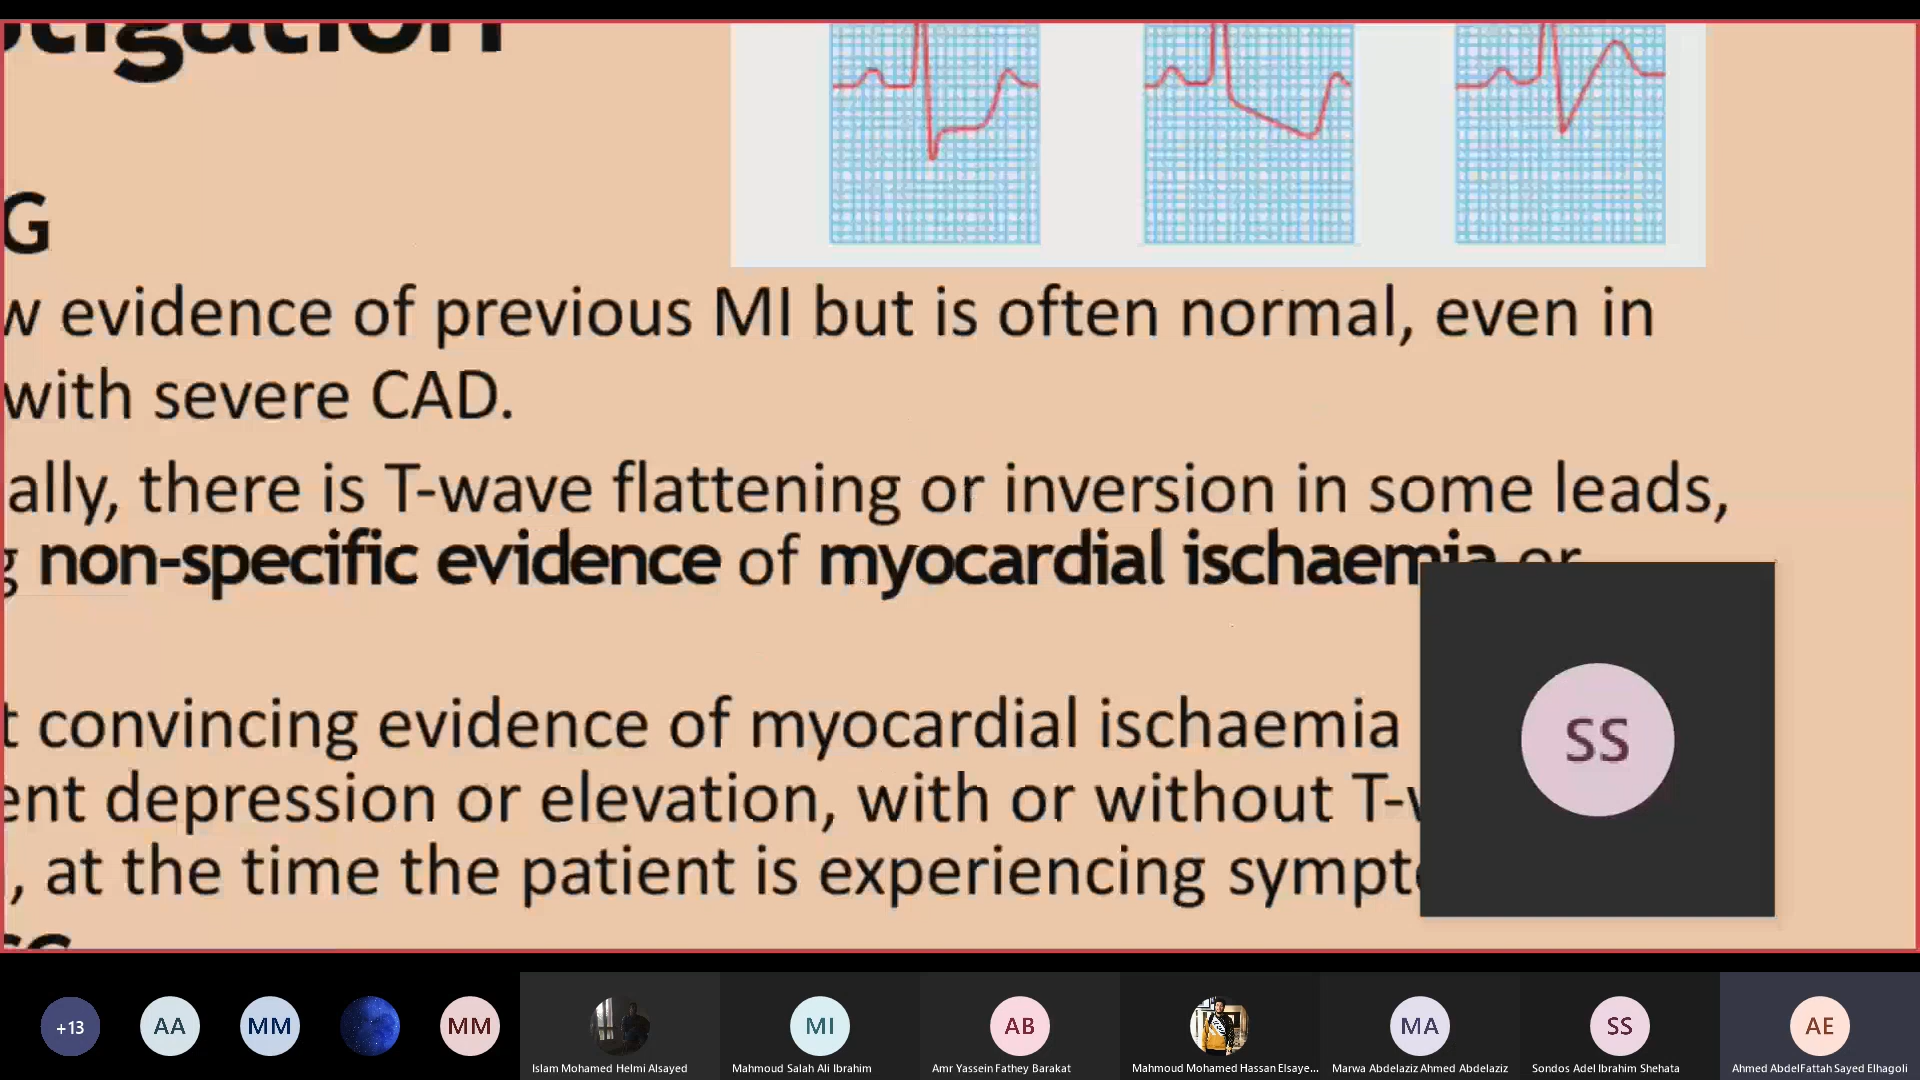 tigation
G
w evidence of previous MI but is often normal, even in
with severe CAD.
ally, there is T-wave flattening or inversion in some leads,
g non-specific evidence of myocardial ischaemia or
t convincing evidence of myocardial ischaemia
ent depression or elevation, with or without T-w
, at the time the patient is experiencing sympto
SS
+13
AA
MM
MM
MI
AB
MA
SS
AE
Islam Mohamed Helmi Alsayed
Mahmoud Salah Ali Ibrahim
Amr Yassein Fathey Barakat
Mahmoud Mohamed Hassan Elsaye...
Marwa Abdelaziz Ahmed Abdelaziz
Sondos Adel Ibrahim Shehata
Ahmed AbdelFattah Sayed Elhagoli